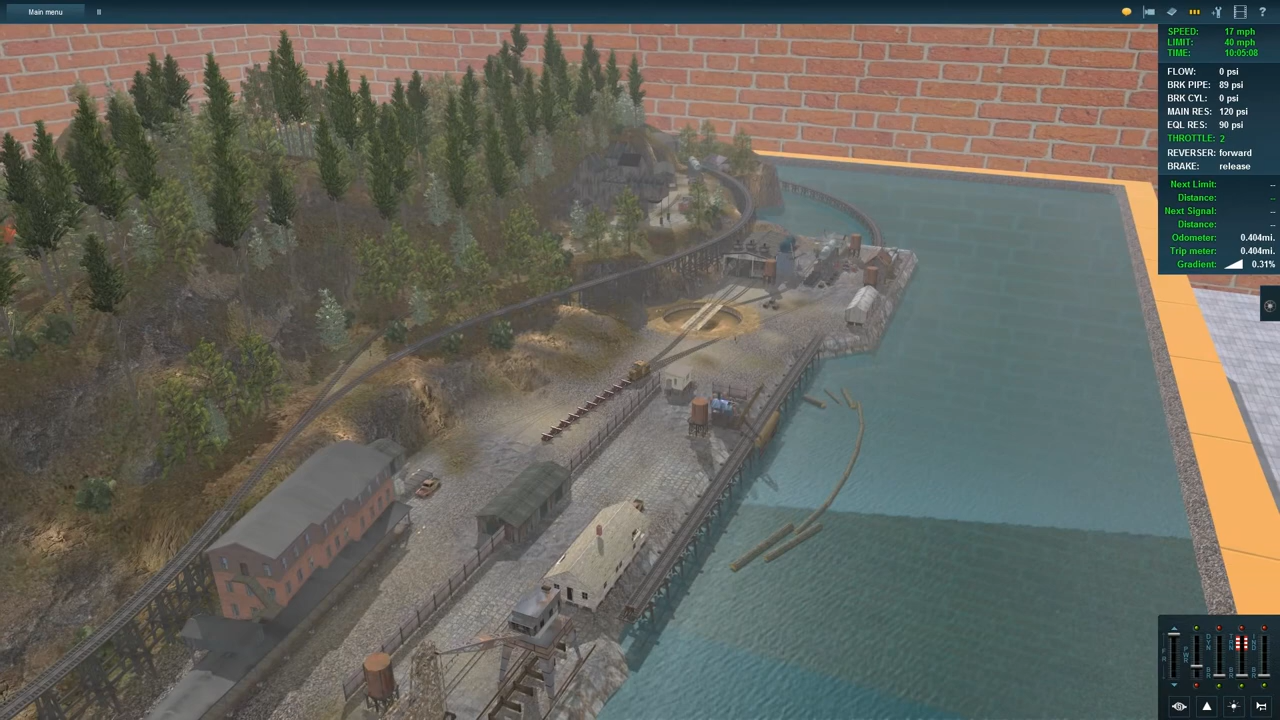 Main menu
SPEED: 17 mph
LIMIT: 40 mph
TIME: 10:05:08
FLOW: 0 psi
BRK PIPE: 89 psi
BRK CYL: 0 psi
MAIN RES: 120 psi
EQL RES: 90 psi
THROTTLE: 2
REVERSER: forward
BRAKE: release
Next Limit: --
Distance: --
Next Signal: --
Distance: --
Odometer: 0.404mi.
Trip meter: 0.404mi.
Gradient: 0.31%